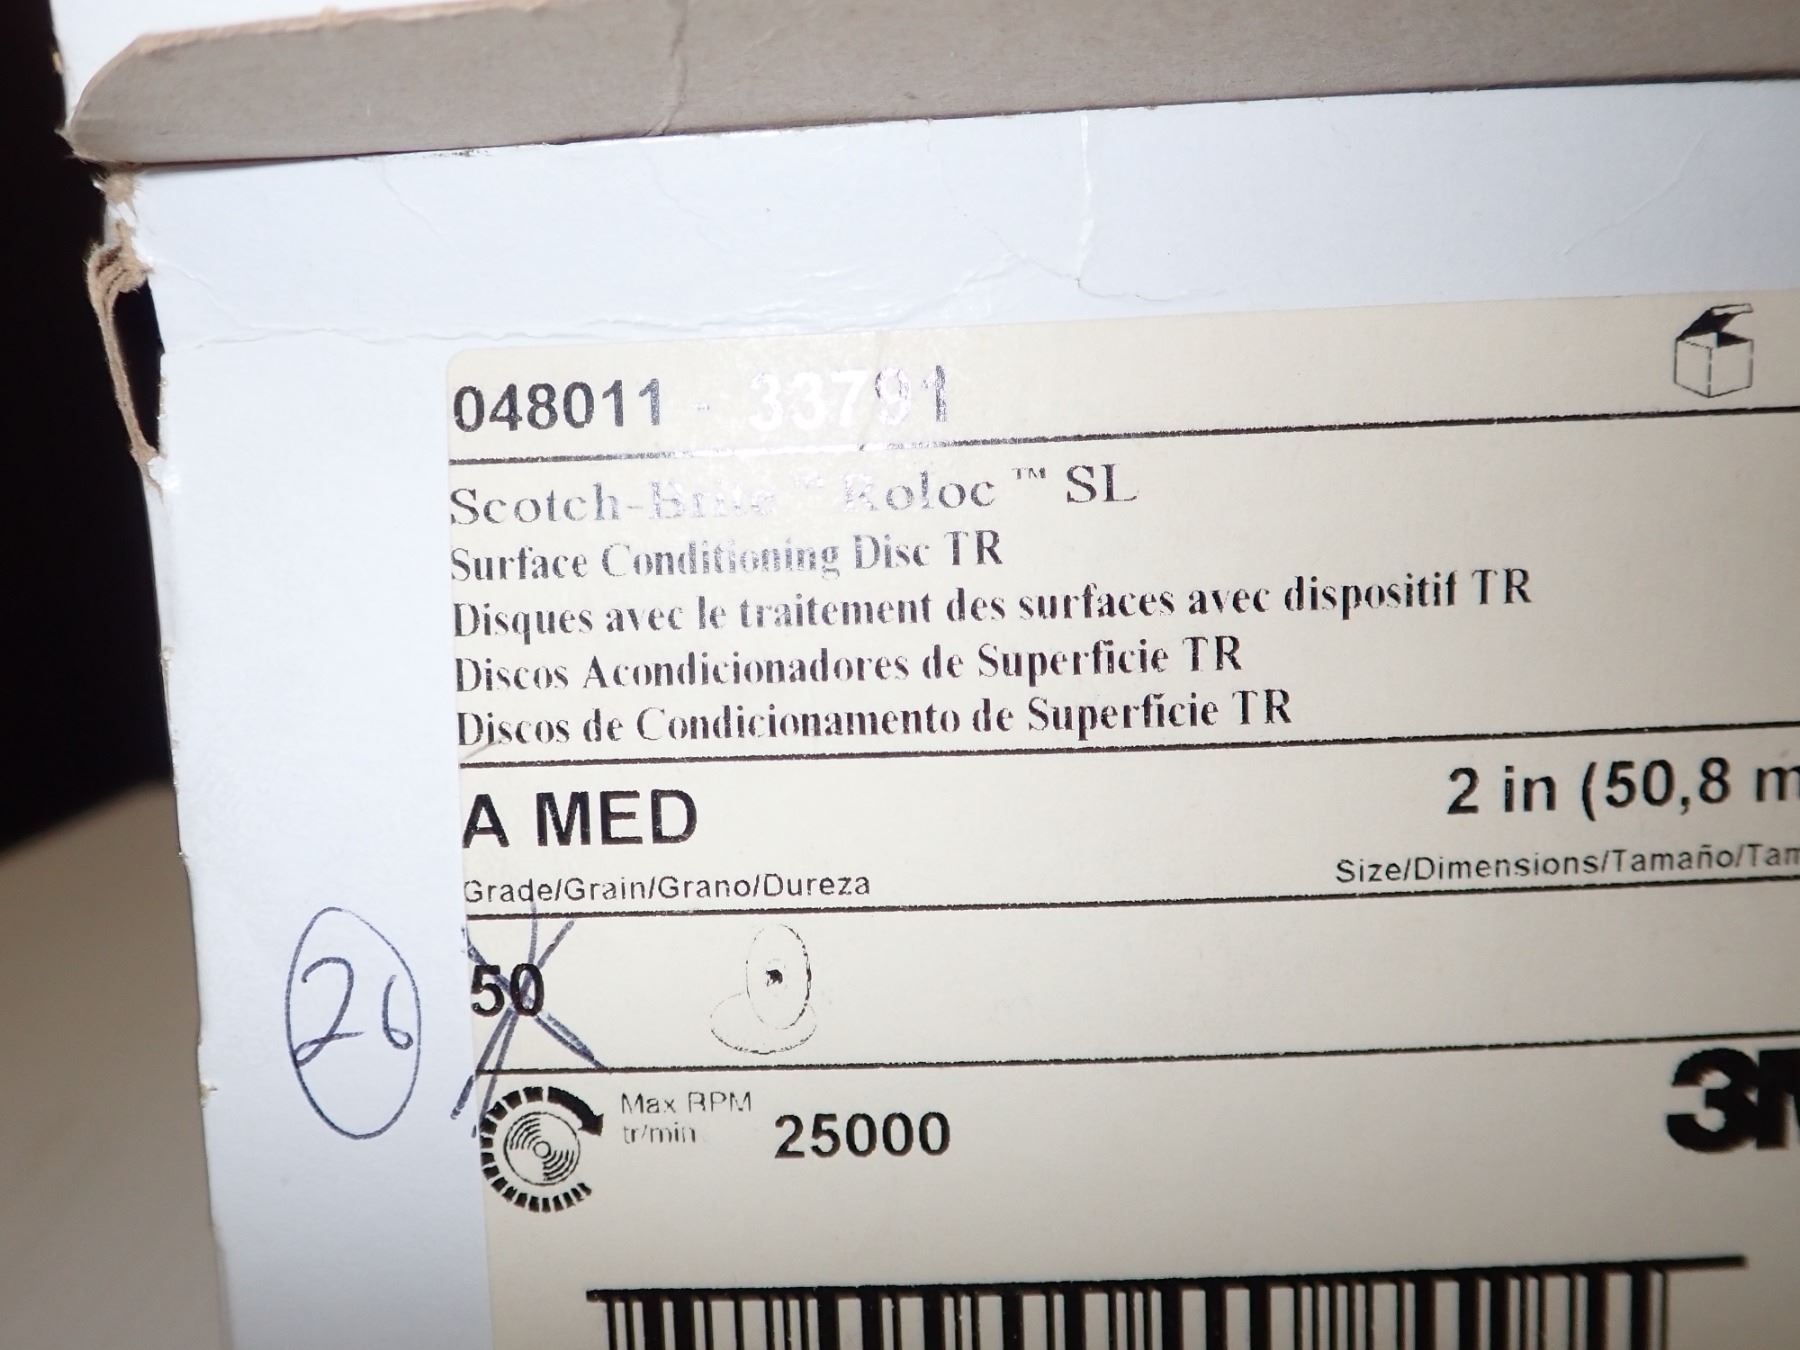 048011 - 33791
Scotch-Brite™ Roloc™ SL
Surface Conditioning Disc TR
Disques avec le traitement des surfaces avec dispositif TR
Discos Acondicionadores de Superficie TR
Discos de Condicionamento de Superfície TR
A MED
2 in (50,8 m
Grade/Grain/Grano/Dureza
Size/Dimensions/Tamaño/Tam
26
50
Max RPM
tr/min
25000
3M